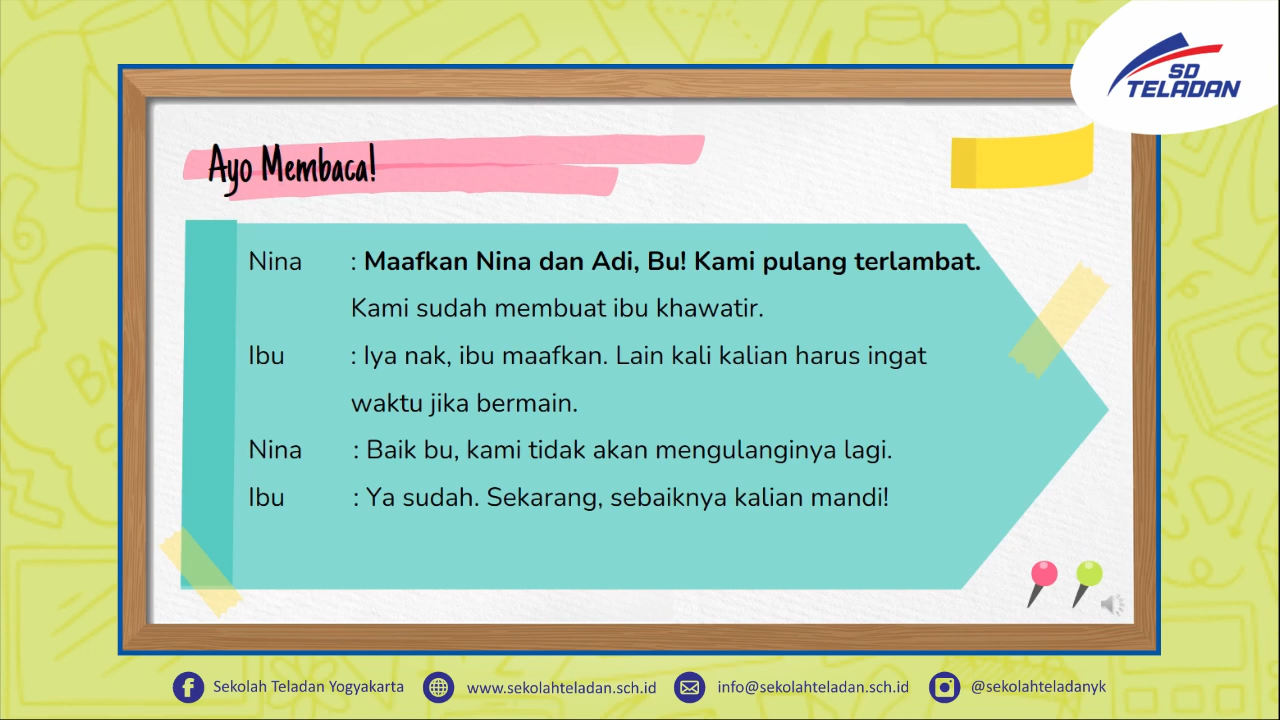 SD
TELADAN
Ayo Membaca!
Nina : Maafkan Nina dan Adi, Bu! Kami pulang terlambat.
Kami sudah membuat ibu khawatir.
Ibu : Iya nak, ibu maafkan. Lain kali kalian harus ingat
waktu jika bermain.
Nina : Baik bu, kami tidak akan mengulanginya lagi.
Ibu : Ya sudah. Sekarang, sebaiknya kalian mandi!
Sekolah Teladan Yogyakarta www.sekolahteladan.sch.id info@sekolahteladan.sch.id @sekolahteladanyk